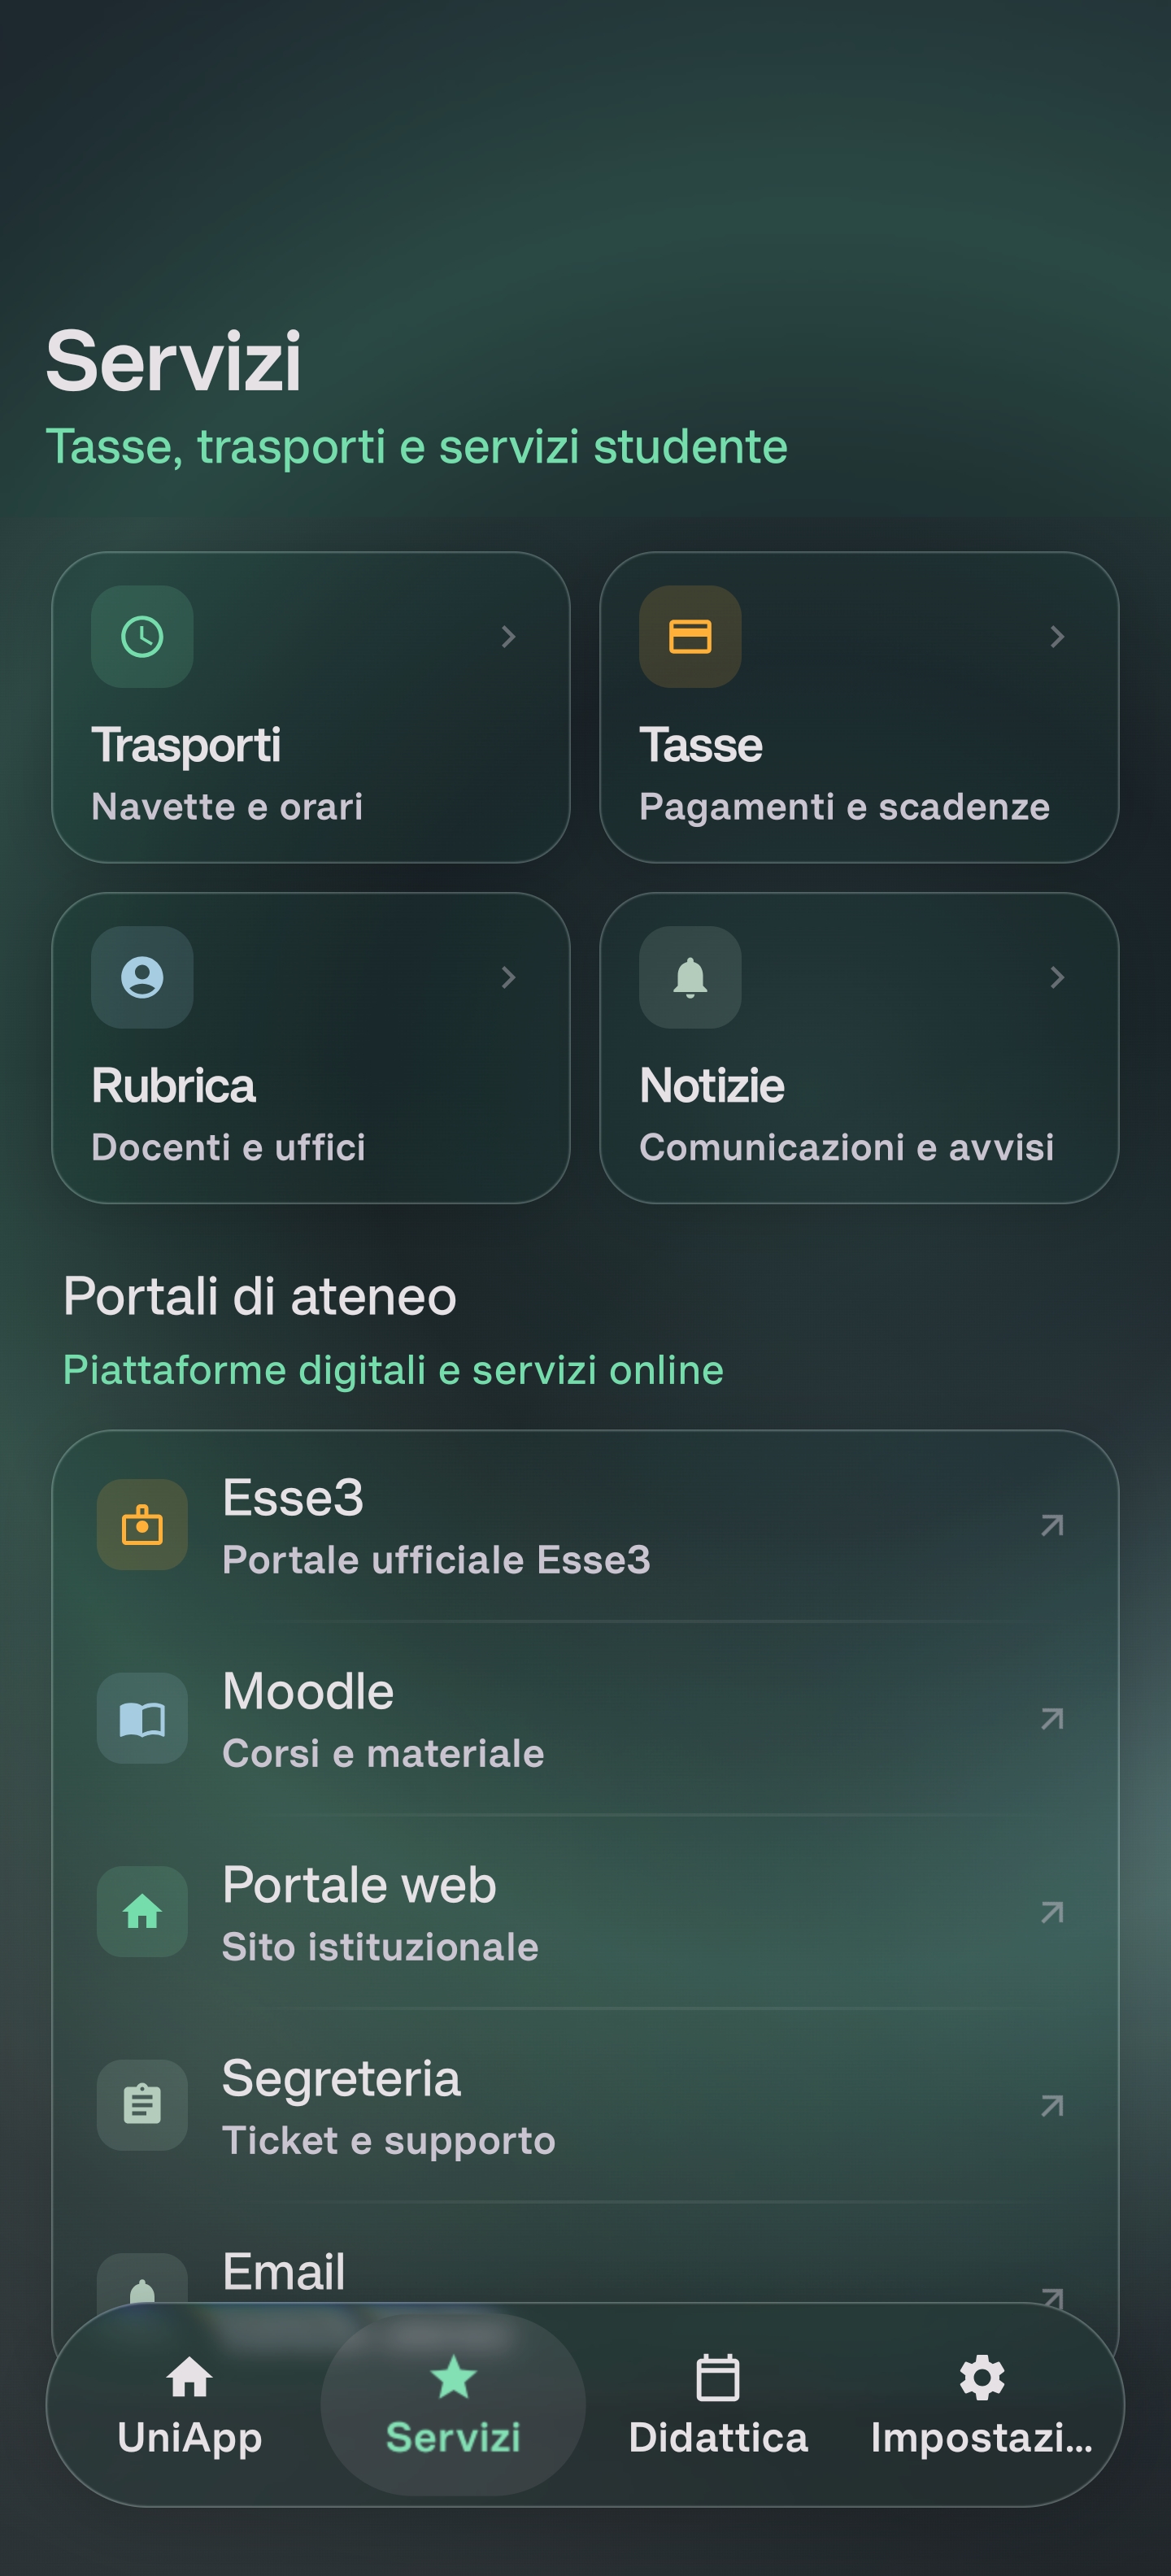 Servizi
Tasse, trasporti e servizi studente
Trasporti
Navette e orari
Tasse
Pagamenti e scadenze
Rubrica
Docenti e uffici
Notizie
Comunicazioni e avvisi
Portali di ateneo
Piattaforme digitali e servizi online
Esse3
Portale ufficiale Esse3
Moodle
Corsi e materiale
Portale web
Sito istituzionale
Segreteria
Ticket e supporto
Email
UniApp
Servizi
Didattica
Impostazi...